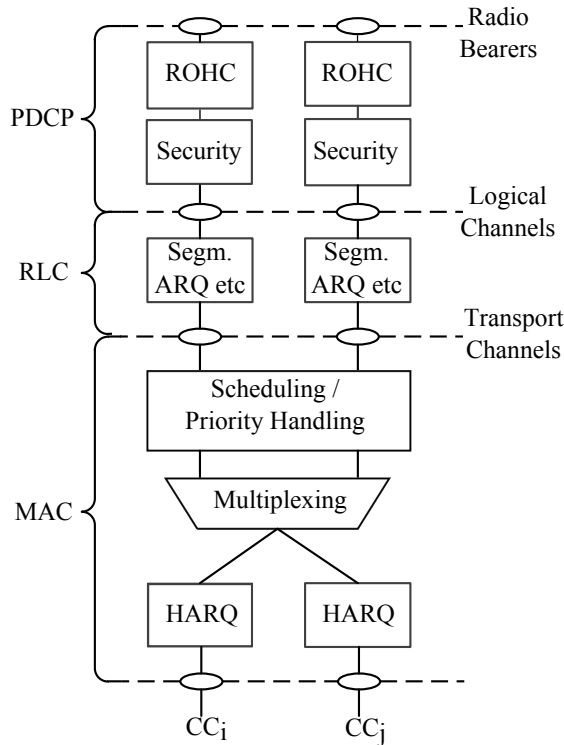 Radio
Bearers
ROHC
ROHC
PDCP
Security
Security
Logical
Channels
Segm.
ARQ etc
Segm.
ARQ etc
RLC
Transport
Channels
Scheduling /
Priority Handling
Multiplexing
MAC
HARQ
HARQ
CCi
CCj